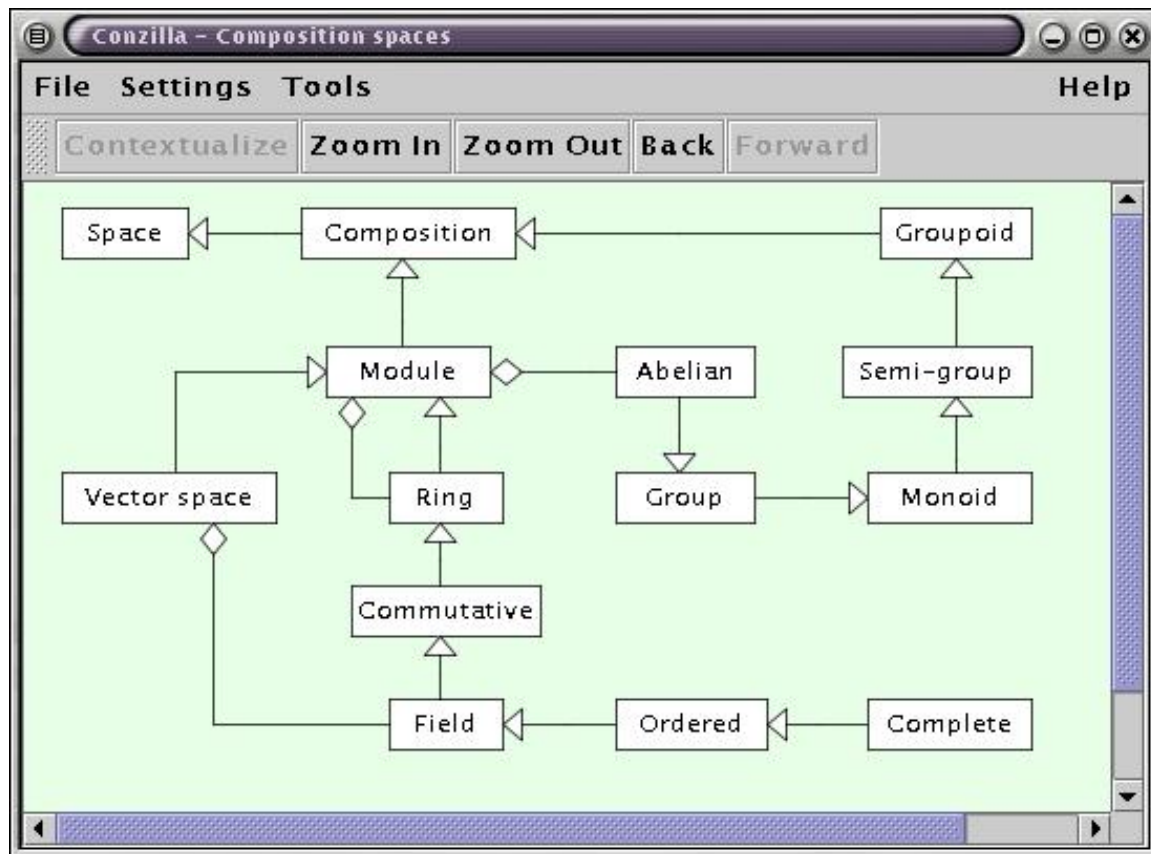 Conzilla - Composition spaces
File Settings Tools Help
Contextualize Zoom In Zoom Out Back Forward
Space Composition Groupoid
Module Abelian Semi-group
Vector space Ring Group Monoid
Commutative
Field Ordered Complete